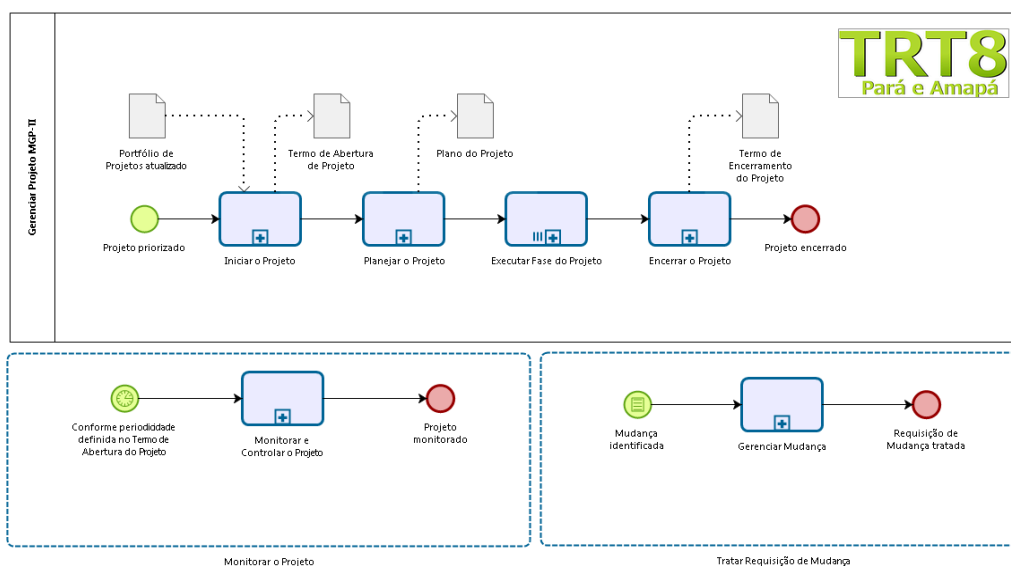 TRT8
Pará e Amapá
Gerenciar Projeto MGP-II
Portfólio de
Projetos atualizado
Termo de Abertura
de Projeto
Plano do Projeto
Termo de
Encerramento
do Projeto
Projeto priorizado
Iniciar o Projeto
Planejar o Projeto
Executar Fase do Projeto
Encerrar o Projeto
Projeto encerrado
Conforme periodicidade
definida no Termo de
Abertura do Projeto
Monitorar e
Controlar o Projeto
Projeto
monitorado
Mudança
identificada
Gerenciar Mudança
Requisição de
Mudança tratada
Monitorar o Projeto
Tratar Requisição de Mudança